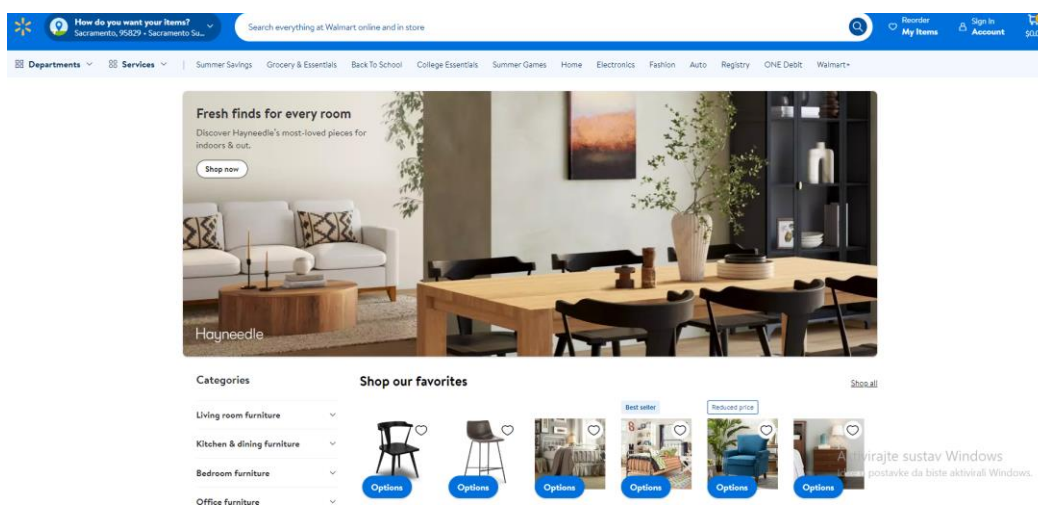 How do you want your items?
Sacramento, 95829 • Sacramento Su...
Search everything at Walmart online and in store
Reorder
My Items
Sign In
Account
Departments
Services
Summer Savings
Grocery & Essentials
Back To School
College Essentials
Summer Games
Home
Electronics
Fashion
Auto
Registry
ONE Debit
Walmart+
Fresh finds for every room
Discover Hayneedle's most-loved pieces for
indoors & out.
Shop now
Hayneedle
Categories
Shop our favorites
Shop all
Living room furniture
Kitchen & dining furniture
Bedroom furniture
Office furniture
Best seller
Reduced price
Options
Options
Options
Options
Options
Options
sustav Windows
postavke da biste aktivirali Windows.